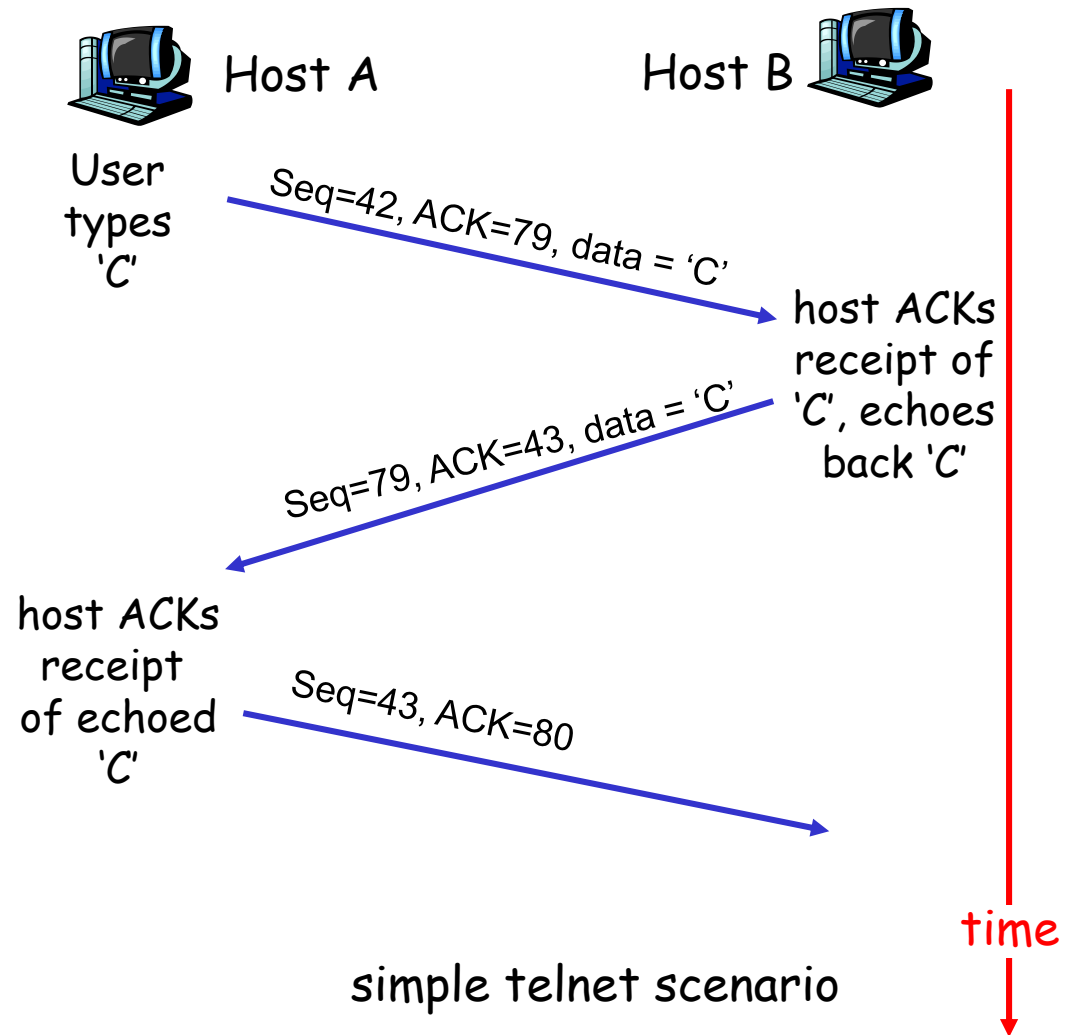 Host A
Host B
User
types
‘C’
Seq=42, ACK=79, data = ‘C’
host ACKs
receipt of
‘C’, echoes
back ‘C’
Seq=79, ACK=43, data = ‘C’
host ACKs
receipt
of echoed
‘C’
Seq=43, ACK=80
time
simple telnet scenario